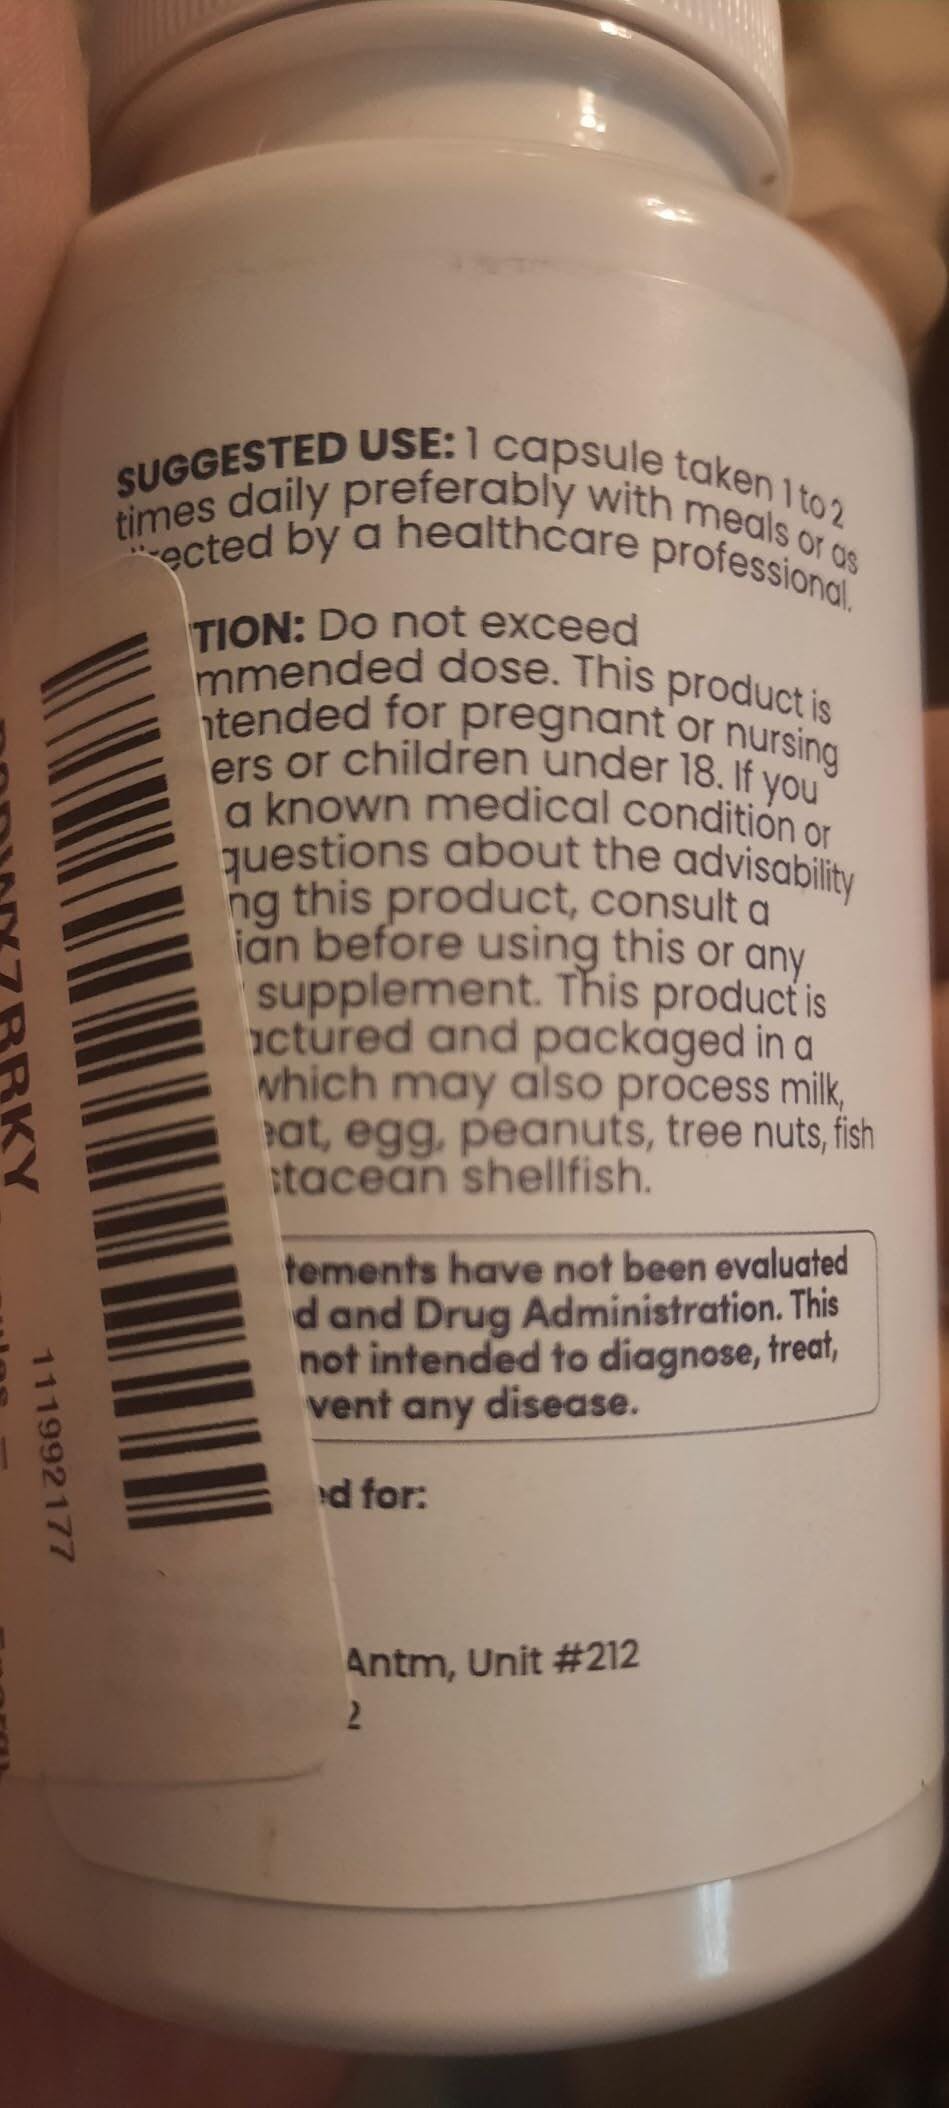 SUGGESTED USE: 1 capsule taken 1 to 2
times daily preferably with meals or as
rected by a healthcare professional.
TION: Do not exceed
mmended dose. This product is
ntended for pregnant or nursing
ers or children under 18. If you
a known medical condition or
questions about the advisability
ng this product, consult a
ian before using this or any
supplement. This product is
actured and packaged in a
which may also process milk,
eat, egg, peanuts, tree nuts, fish
stacean shellfish.
tements have not been evaluated
d and Drug Administration. This
not intended to diagnose, treat,
vent any disease.
ed for:
Antm, Unit #212
2
11992177